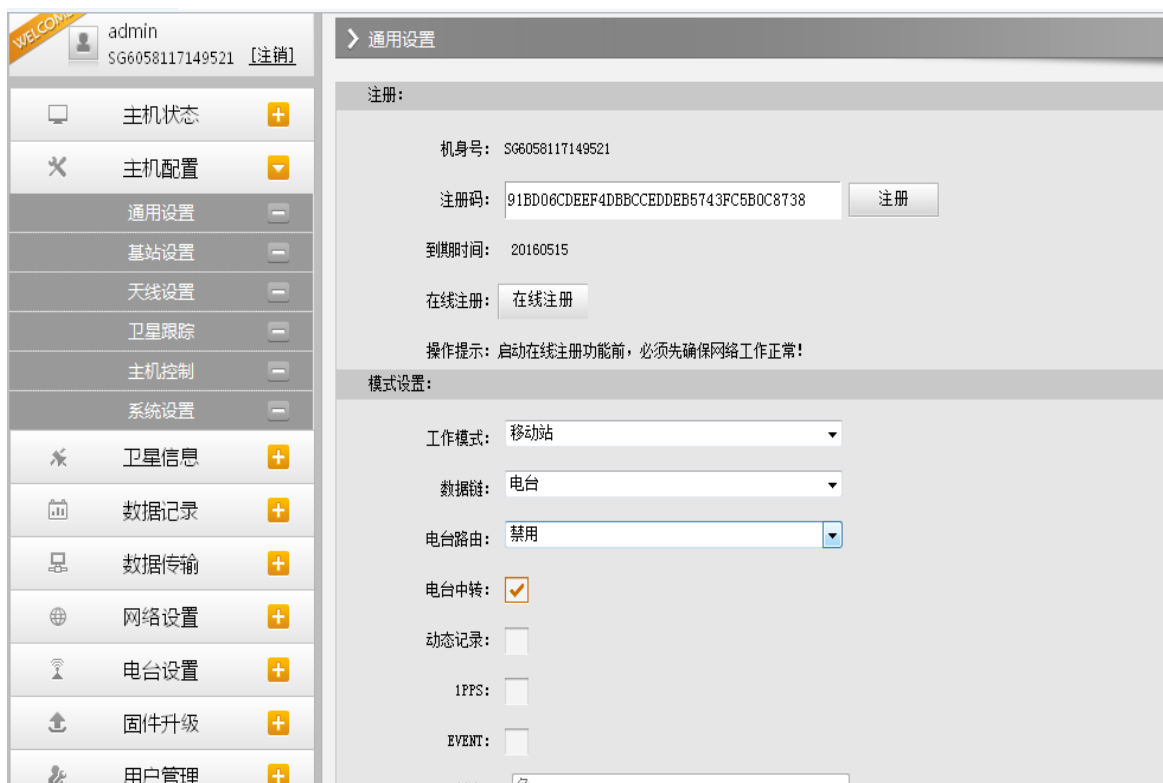 WELCOME
admin
SG6058117149521 [注销]
主机状态
主机配置
通用设置
基站设置
天线设置
卫星跟踪
主机控制
系统设置
卫星信息
数据记录
数据传输
网络设置
电台设置
固件升级
用户管理
通用设置
注册:
机身号: SG6058117149521
注册码: 91BD06CDEEF4DBBCCEDDEB5743FC5B0C8738 注册
到期时间: 20160515
在线注册: 在线注册
操作提示: 启动在线注册功能前，必须先确保网络工作正常!
模式设置:
工作模式: 移动站
数据链: 电台
电台路由: 禁用
电台中转:
动态记录:
1PPS:
EVENT: